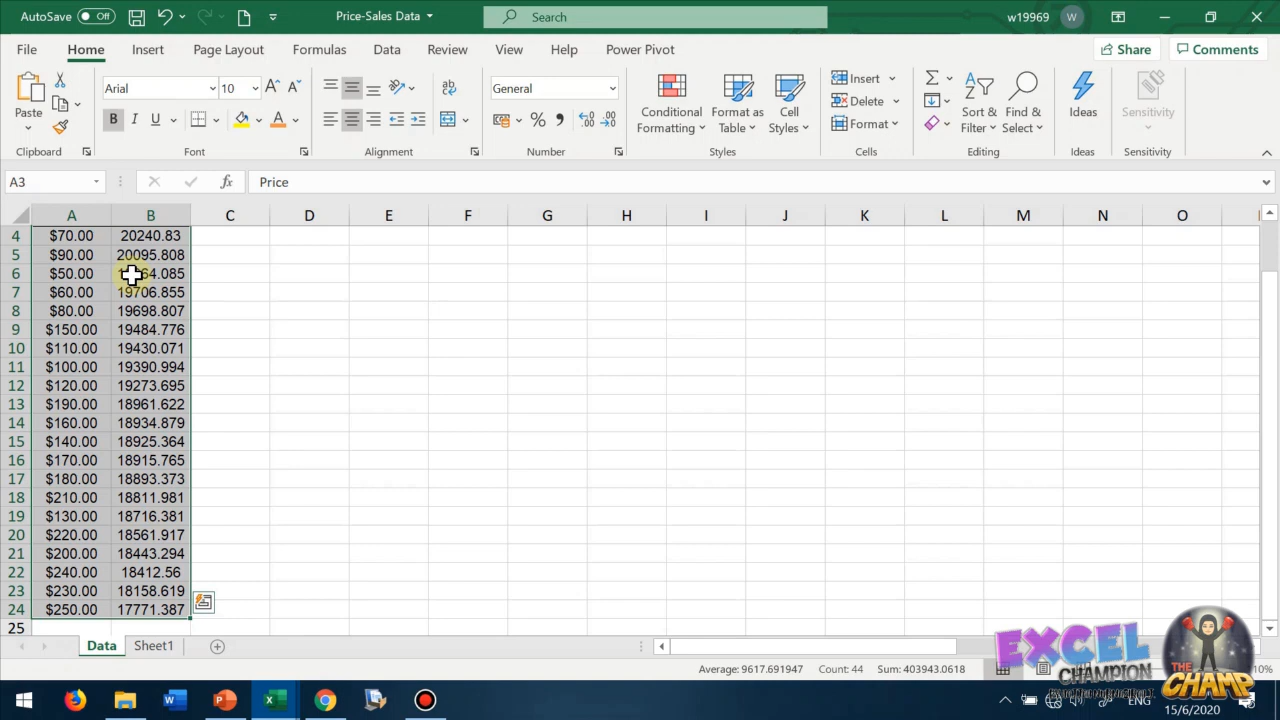 AutoSave Off Price-Sales Data Search w19969 W
File Home Insert Page Layout Formulas Data Review View Help Power Pivot Share Comments
Arial 10 General
Paste Conditional Formatting Format as Table Cell Styles Insert Delete Format Sort & Filter Find & Select Ideas Sensitivity
Clipboard Font Alignment Number Styles Cells Editing Ideas Sensitivity
A3 fx Price
A B C D E F G H I J K L M N O
4 $70.00 20240.83
5 $90.00 20095.808
6 $50.00 64.085
7 $60.00 19706.855
8 $80.00 19698.807
9 $150.00 19484.776
10 $110.00 19430.071
11 $100.00 19390.994
12 $120.00 19273.695
13 $190.00 18961.622
14 $160.00 18934.879
15 $140.00 18925.364
16 $170.00 18915.765
17 $180.00 18893.373
18 $210.00 18811.981
19 $130.00 18716.381
20 $220.00 18561.917
21 $200.00 18443.294
22 $240.00 18412.56
23 $230.00 18158.619
24 $250.00 17771.387
25
Data Sheet1
Average: 9617.691947 Count: 44 Sum: 403943.0618
EXCEL
CHAMPION
THE
CHAMP
ENG 1:49 PM
15/6/2020